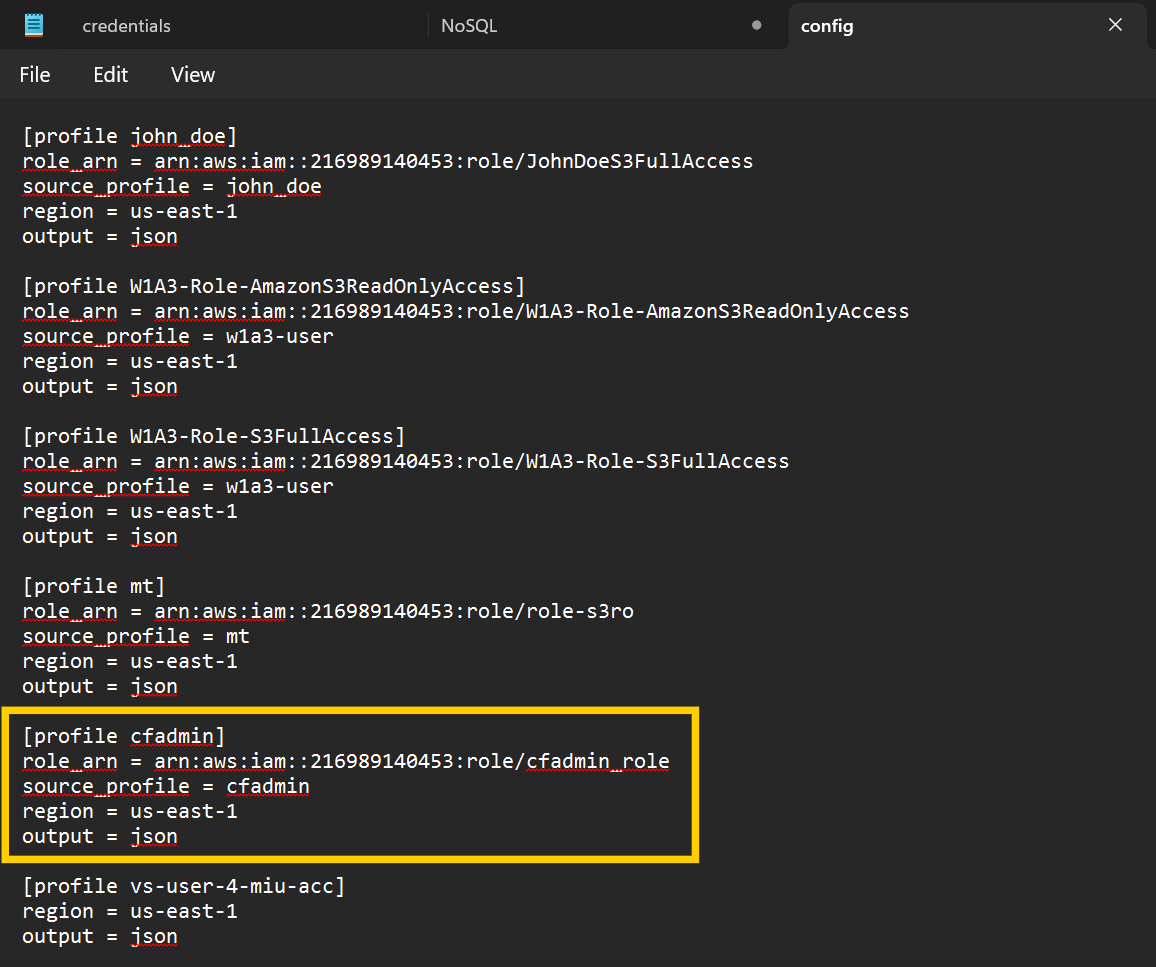 credentials
NoSQL
config
File
Edit
View
[profile john_doe]
role_arn = arn:aws:iam::216989140453:role/JohnDoeS3FullAccess
source_profile = john_doe
region = us-east-1
output = json
[profile W1A3-Role-AmazonS3ReadOnlyAccess]
role_arn = arn:aws:iam::216989140453:role/W1A3-Role-AmazonS3ReadOnlyAccess
source_profile = w1a3-user
region = us-east-1
output = json
[profile W1A3-Role-S3FullAccess]
role_arn = arn:aws:iam::216989140453:role/W1A3-Role-S3FullAccess
source_profile = w1a3-user
region = us-east-1
output = json
[profile mt]
role_arn = arn:aws:iam::216989140453:role/role-s3ro
source_profile = mt
region = us-east-1
output = json
[profile cfadmin]
role_arn = arn:aws:iam::216989140453:role/cfadmin_role
source_profile = cfadmin
region = us-east-1
output = json
[profile vs-user-4-miu-acc]
region = us-east-1
output = json